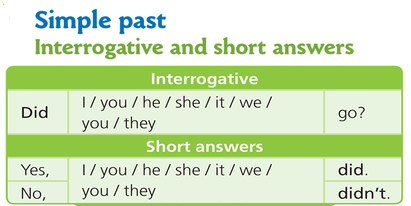 Simple past
Interrogative and short answers
Interrogative
Did I / you / he / she / it / we / you / they go?
Short answers
Yes, I / you / he / she / it / we / did.
No, you / they didn't.